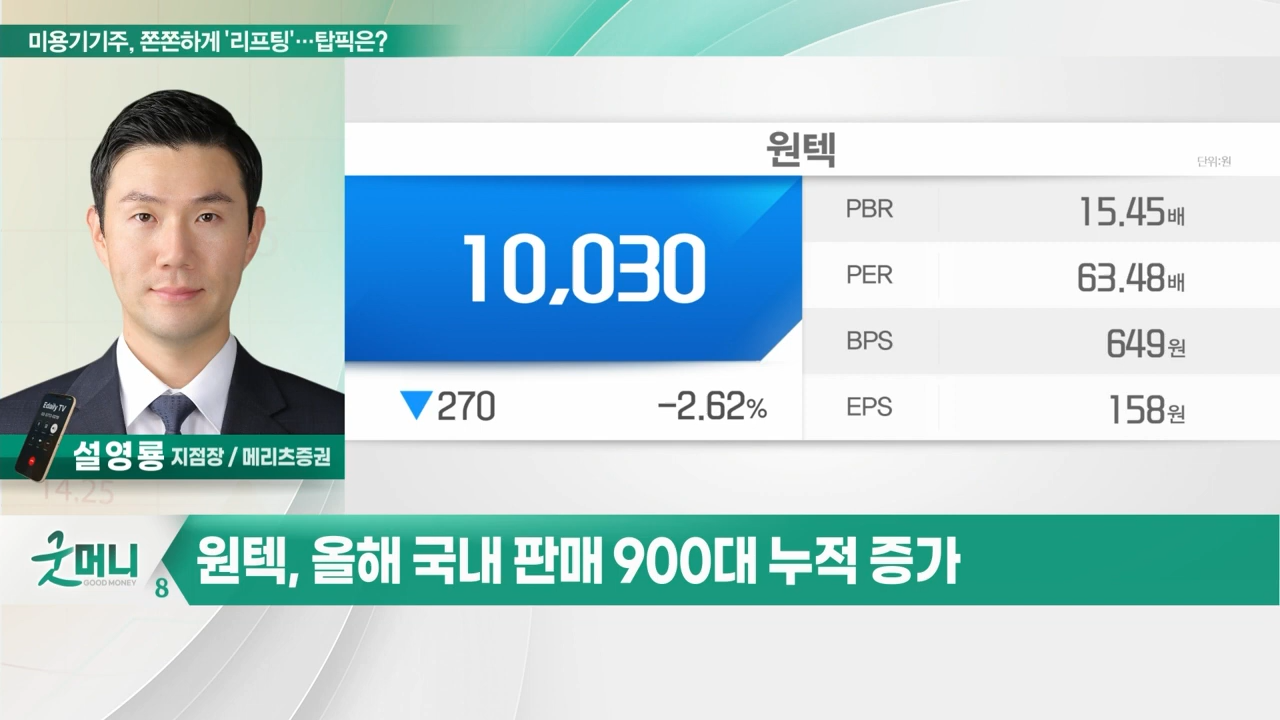 미용기기주, 쫀쫀하게 '리프팅'…탑픽은?
원텍
단위:원
10,030
▼270 -2.62%
PBR 15.45배
PER 63.48배
BPS 649원
EPS 158원
Edaily TV
설영룡 지점장 / 메리츠증권
14.25
굿머니
GOOD MONEY
8
원텍, 올해 국내 판매 900대 누적 증가